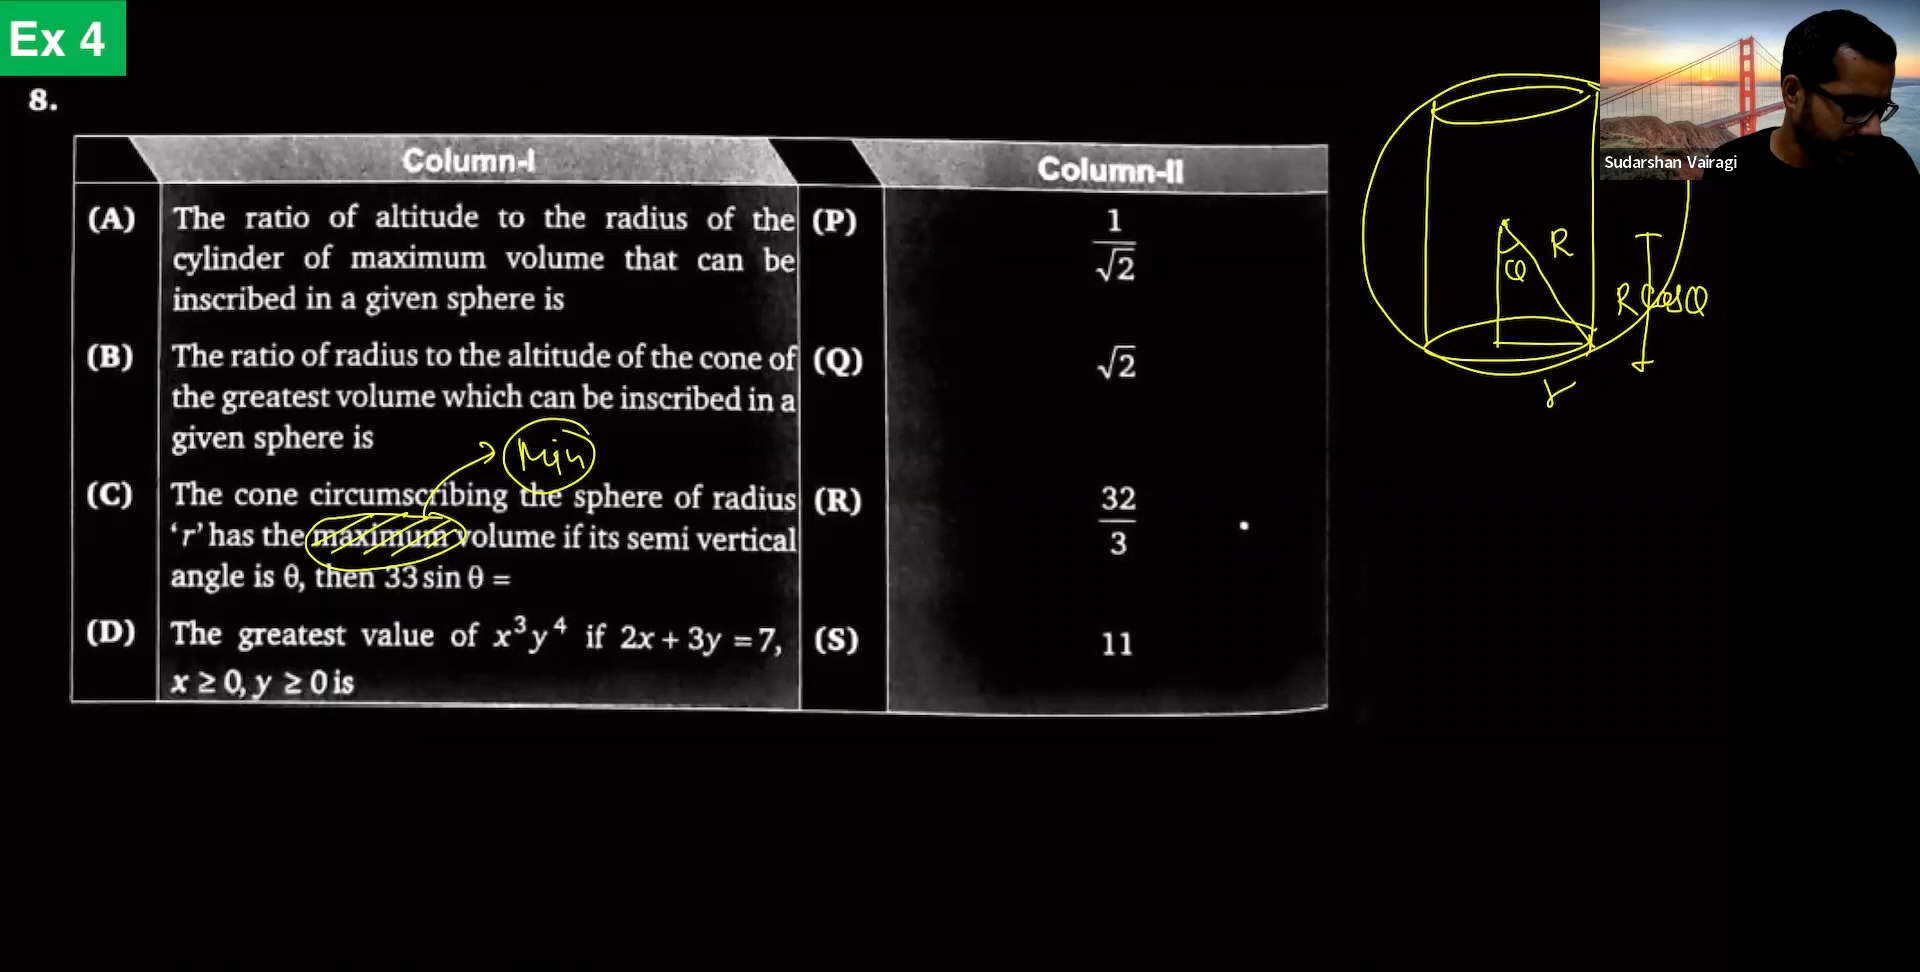 Ex 4
8.
Column-I
Column-II
(A) The ratio of altitude to the radius of the
cylinder of maximum volume that can be
inscribed in a given sphere is
(P) 1/√2
(B) The ratio of radius to the altitude of the cone of
the greatest volume which can be inscribed in a
given sphere is
(Q) √2
Min
(C) The cone circumscribing the sphere of radius
‘r’ has the maximum volume if its semi vertical
angle is θ, then 33 sin θ =
(R) 32/3
(D) The greatest value of x³y⁴ if 2x + 3y = 7,
x ≥ 0, y ≥ 0 is
(S) 11
R
θ
R cosθ
r
Sudarshan Vairagi